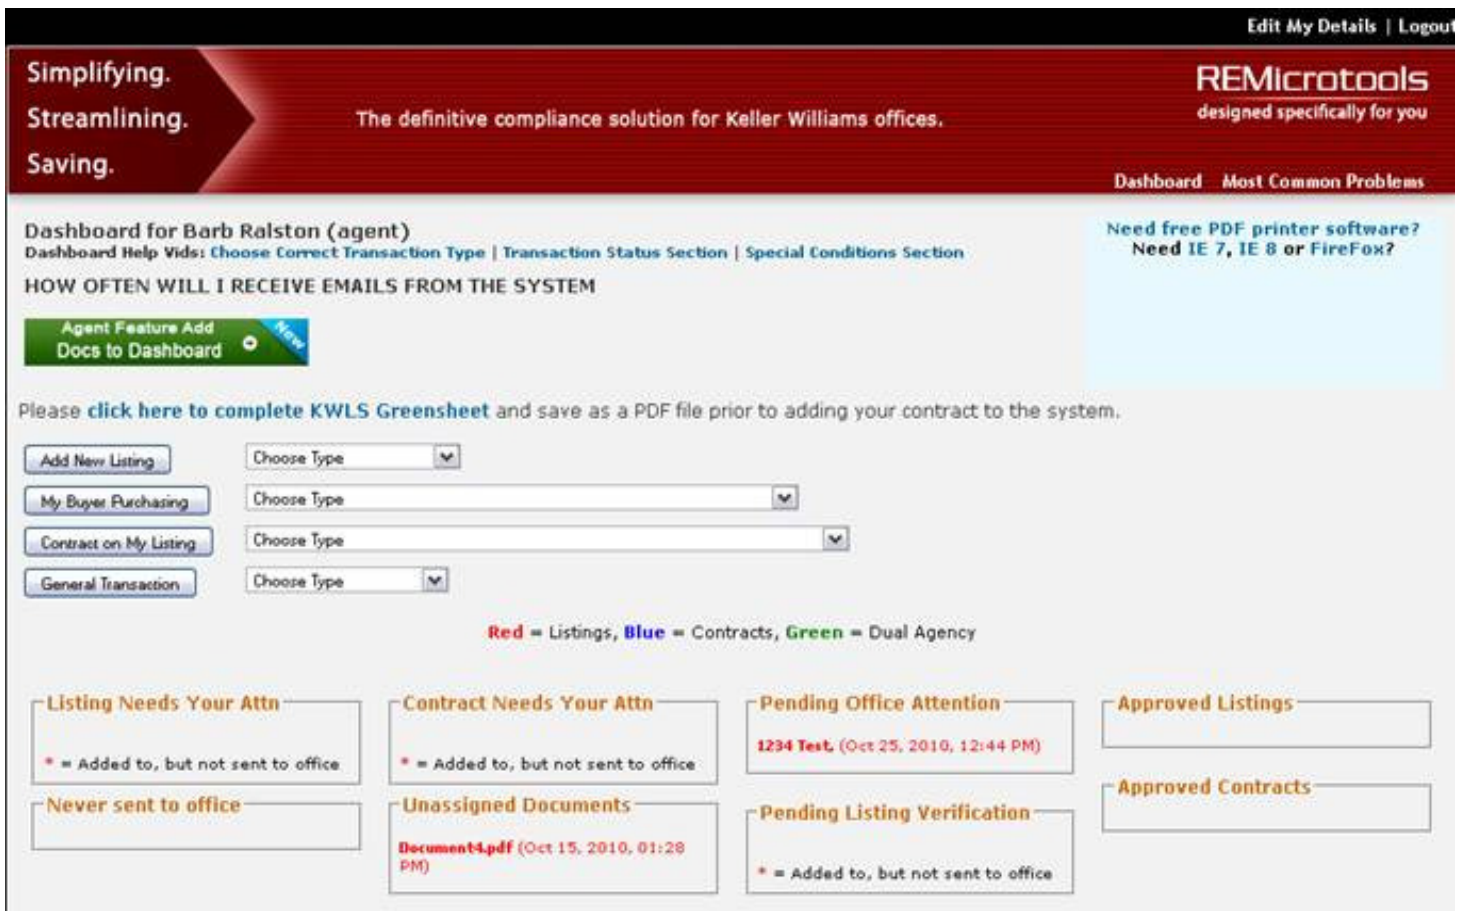 Edit My Details | Logout
Simplifying.
Streamlining.
Saving.
The definitive compliance solution for Keller Williams offices.
REMicrotools
designed specifically for you
Dashboard Most Common Problems
Dashboard for Barb Ralston (agent)
Dashboard Help Vids: Choose Correct Transaction Type | Transaction Status Section | Special Conditions Section
HOW OFTEN WILL I RECEIVE EMAILS FROM THE SYSTEM
Need free PDF printer software?
Need IE 7, IE 8 or FireFox?
Agent Feature Add
Docs to Dashboard
New
Please click here to complete KWLS Greensheet and save as a PDF file prior to adding your contract to the system.
Add New Listing Choose Type
My Buyer Purchasing Choose Type
Contract on My Listing Choose Type
General Transaction Choose Type
Red = Listings, Blue = Contracts, Green = Dual Agency
Listing Needs Your Attn
* = Added to, but not sent to office
Never sent to office
Contract Needs Your Attn
* = Added to, but not sent to office
Unassigned Documents
Document4.pdf (Oct 15, 2010, 01:28
PM)
Pending Office Attention
1234 Test, (Oct 25, 2010, 12:44 PM)
Pending Listing Verification
* = Added to, but not sent to office
Approved Listings
Approved Contracts